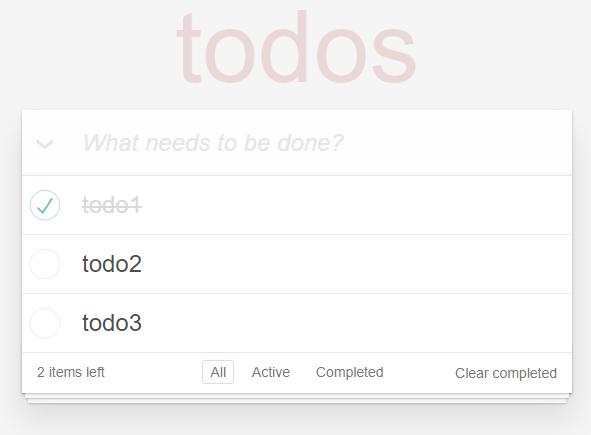 todos
What needs to be done?
todo1
todo2
todo3
2 items left All Active Completed Clear completed